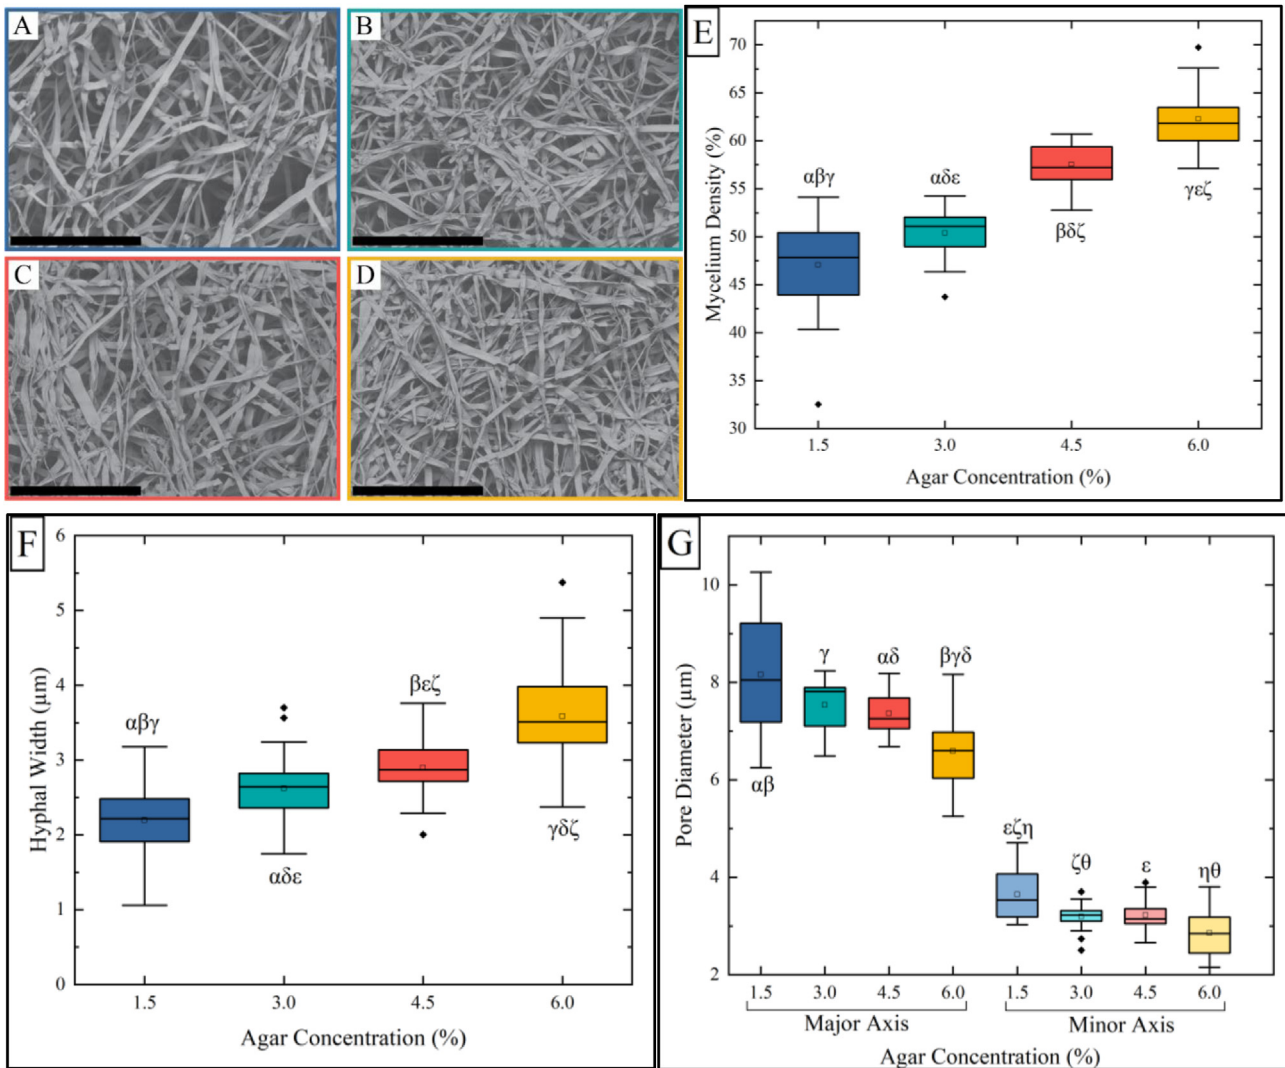 A
B
C
D
E
Mycelium Density (%)
70
65
60
55
50
45
40
35
30
αβγ
αδε
βδζ
γεζ
1.5
3.0
4.5
6.0
Agar Concentration (%)
F
Hyphal Width (μm)
6
5
4
3
2
1
0
αβγ
αδε
βεζ
γδζ
1.5
3.0
4.5
6.0
Agar Concentration (%)
G
Pore Diameter (μm)
10
8
6
4
2
αβ
γ
αδ
βγδ
εζη
ζθ
ε
ηθ
1.5
3.0
4.5
6.0
1.5
3.0
4.5
6.0
Major Axis
Minor Axis
Agar Concentration (%)